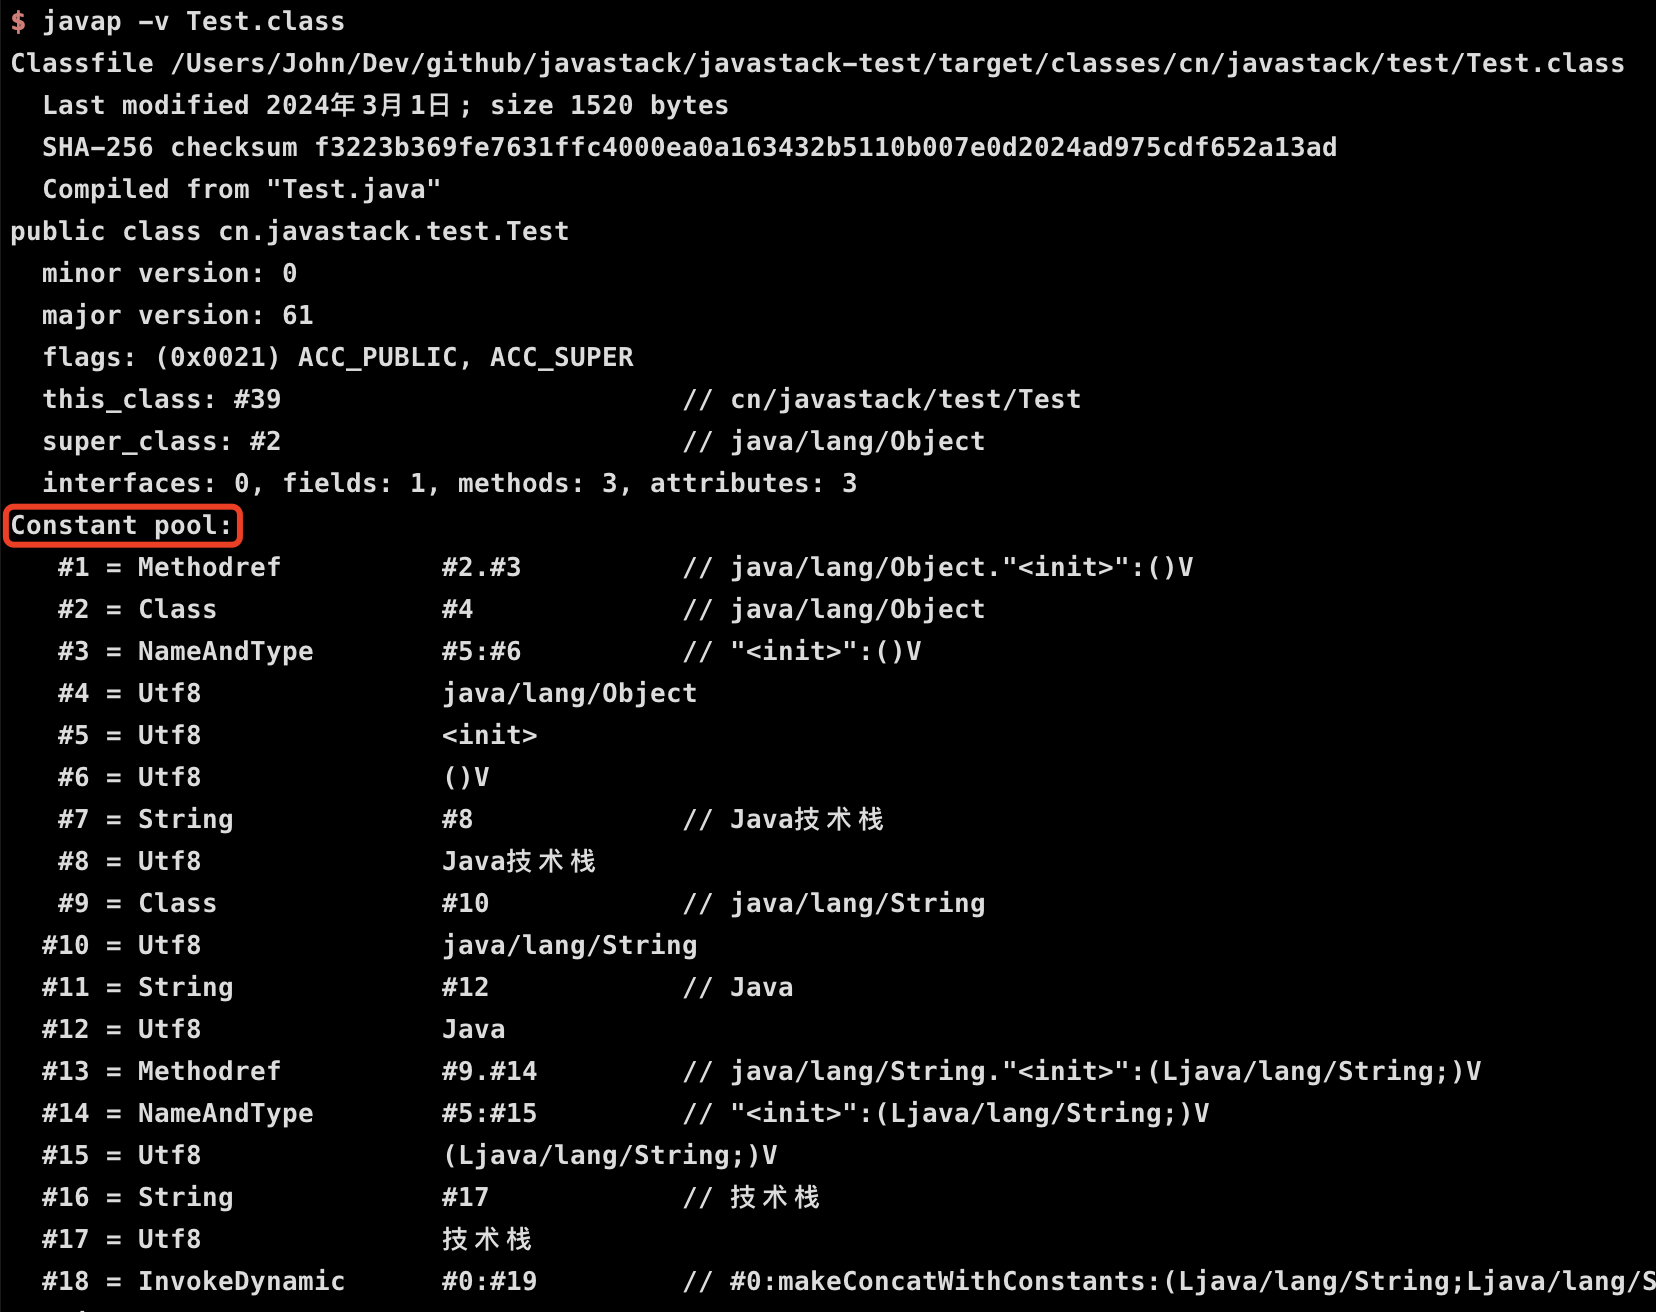 $ javap -v Test.class
Classfile /Users/John/Dev/github/javastack/javastack-test/target/classes/cn/javastack/test/Test.class
  Last modified 2024年3月1日; size 1520 bytes
  SHA-256 checksum f3223b369fe7631ffc4000ea0a163432b5110b007e0d2024ad975cdf652a13ad
  Compiled from "Test.java"
public class cn.javastack.test.Test
  minor version: 0
  major version: 61
  flags: (0x0021) ACC_PUBLIC, ACC_SUPER
  this_class: #39                         // cn/javastack/test/Test
  super_class: #2                         // java/lang/Object
  interfaces: 0, fields: 1, methods: 3, attributes: 3
Constant pool:
   #1 = Methodref          #2.#3          // java/lang/Object."<init>":()V
   #2 = Class              #4             // java/lang/Object
   #3 = NameAndType        #5:#6          // "<init>":()V
   #4 = Utf8               java/lang/Object
   #5 = Utf8               <init>
   #6 = Utf8               ()V
   #7 = String             #8             // Java技术栈
   #8 = Utf8               Java技术栈
   #9 = Class              #10            // java/lang/String
  #10 = Utf8               java/lang/String
  #11 = String             #12            // Java
  #12 = Utf8               Java
  #13 = Methodref          #9.#14         // java/lang/String."<init>":(Ljava/lang/String;)V
  #14 = NameAndType        #5:#15         // "<init>":(Ljava/lang/String;)V
  #15 = Utf8               (Ljava/lang/String;)V
  #16 = String             #17            // 技术栈
  #17 = Utf8               技术栈
  #18 = InvokeDynamic      #0:#19         // #0:makeConcatWithConstants:(Ljava/lang/String;Ljava/lang/S